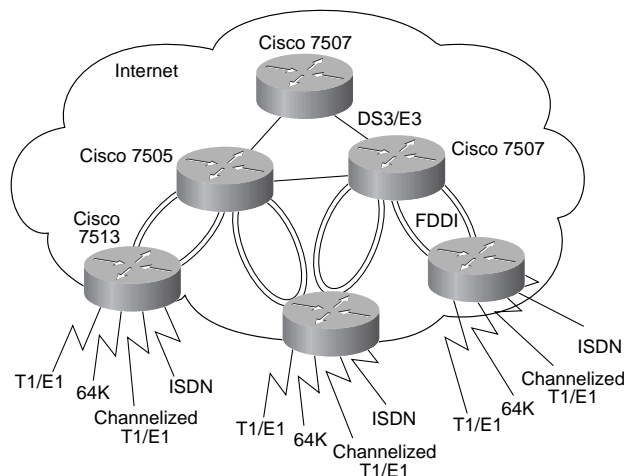 Cisco 7507
Internet
DS3/E3
Cisco 7505
Cisco 7507
Cisco
7513
FDDI
T1/E1
64K
Channelized
T1/E1
ISDN
T1/E1
64K
Channelized
T1/E1
ISDN
T1/E1
64K
Channelized
T1/E1
ISDN